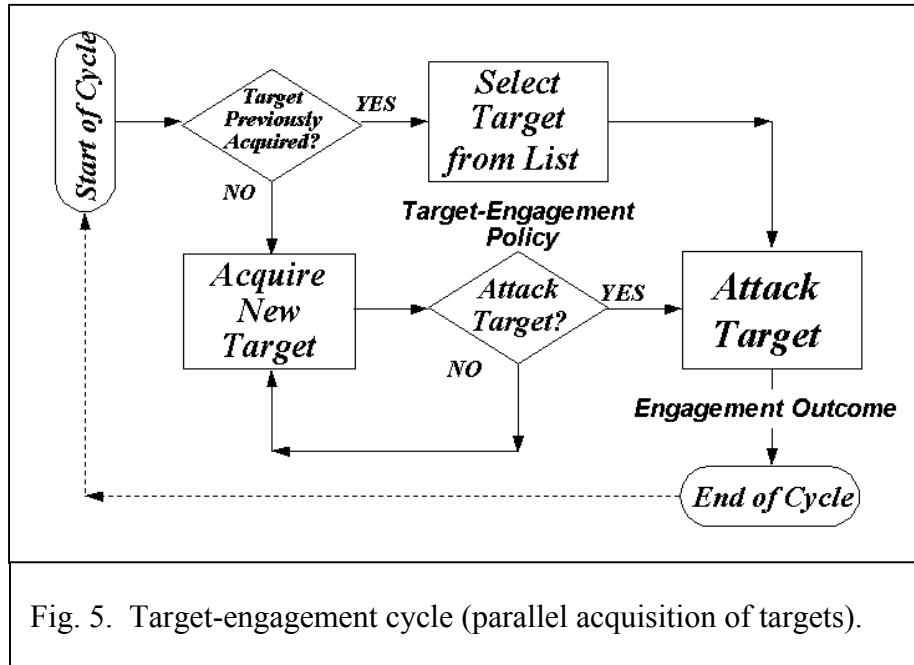 Start of Cycle
Target
Previously
Acquired?
YES
Select
Target
from List
NO
Target-Engagement
Policy
Acquire
New
Target
Attack
Target?
YES
NO
Attack
Target
Engagement Outcome
End of Cycle
Fig. 5. Target-engagement cycle (parallel acquisition of targets).